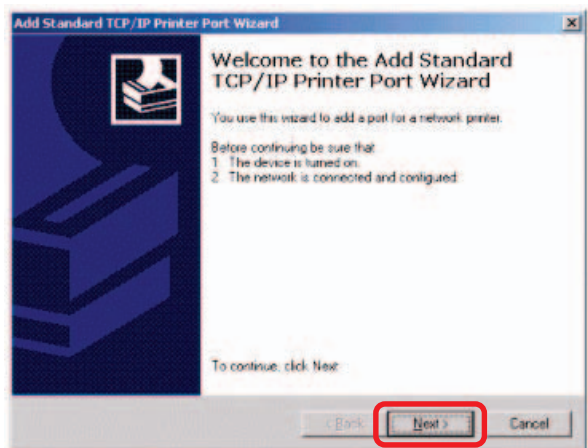 Add Standard TCP/IP Printer Port Wizard
Welcome to the Add Standard
TCP/IP Printer Port Wizard
You use this wizard to add a port for a network printer.
Before continuing be sure that
1 The device is turned on.
2 The network is connected and configured
To continue, click Next
< Back
Next >
Cancel